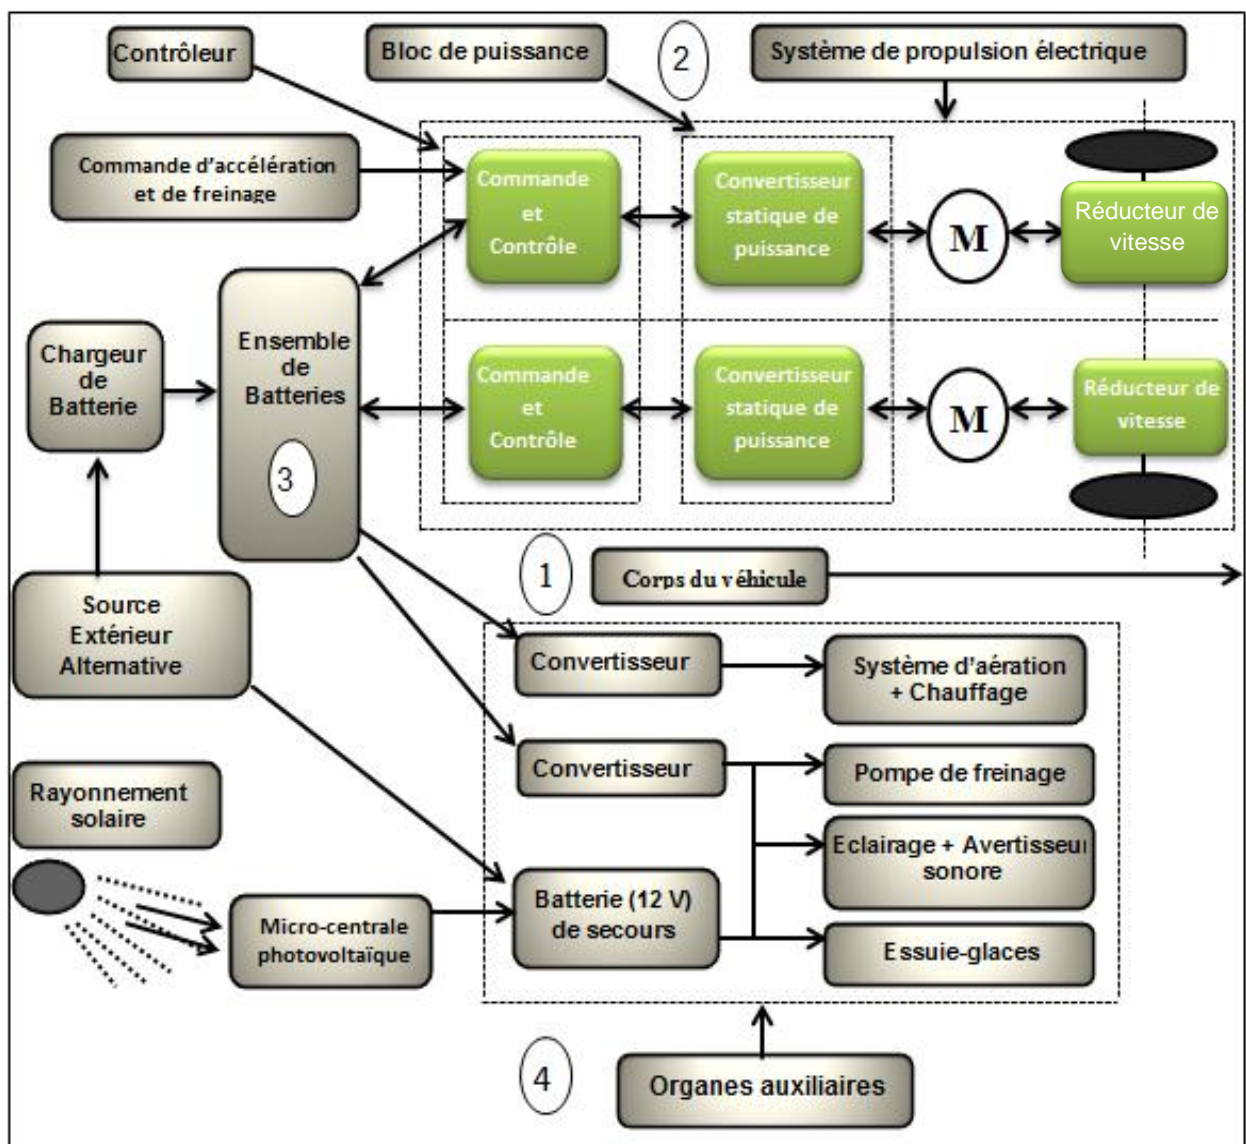 Contrôleur
Bloc de puissance
2
Système de propulsion électrique
Commande d'accélération
et de freinage
Commande
et
Contrôle
Convertisseur
statique de
puissance
M
Réducteur de
vitesse
Ensemble
de
Batteries
3
Chargeur
de
Batterie
Commande
et
Contrôle
Convertisseur
statique de
puissance
M
Réducteur de
vitesse
1
Corps du véhicule
Source
Extérieur
Alternative
Convertisseur
Système d'aération
+ Chauffage
Convertisseur
Pompe de freinage
Rayonnement
solaire
Eclairage + Avertisseur
sonore
Batterie (12 V)
de secours
Micro-centrale
photovoltaïque
Essuie-glaces
4
Organes auxiliaires